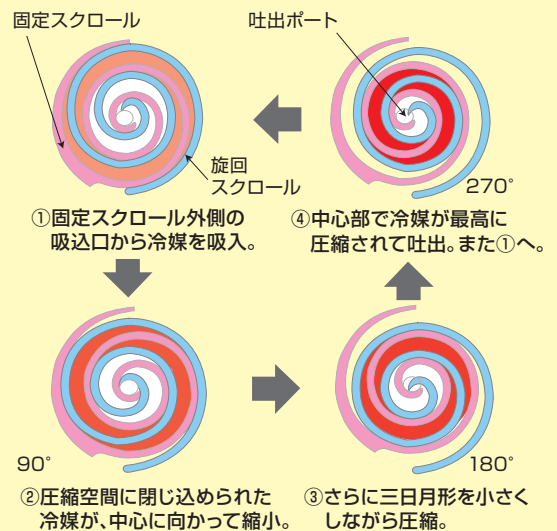 固定スクロール
吐出ポート
旋回
スクロール
270°
①固定スクロール外側の
吸込口から冷媒を吸入。
④中心部で冷媒が最高に
圧縮されて吐出。また①へ。
90°
180°
②圧縮空間に閉じ込められた
冷媒が、中心に向かって縮小。
③さらに三日月形を小さく
しながら圧縮。